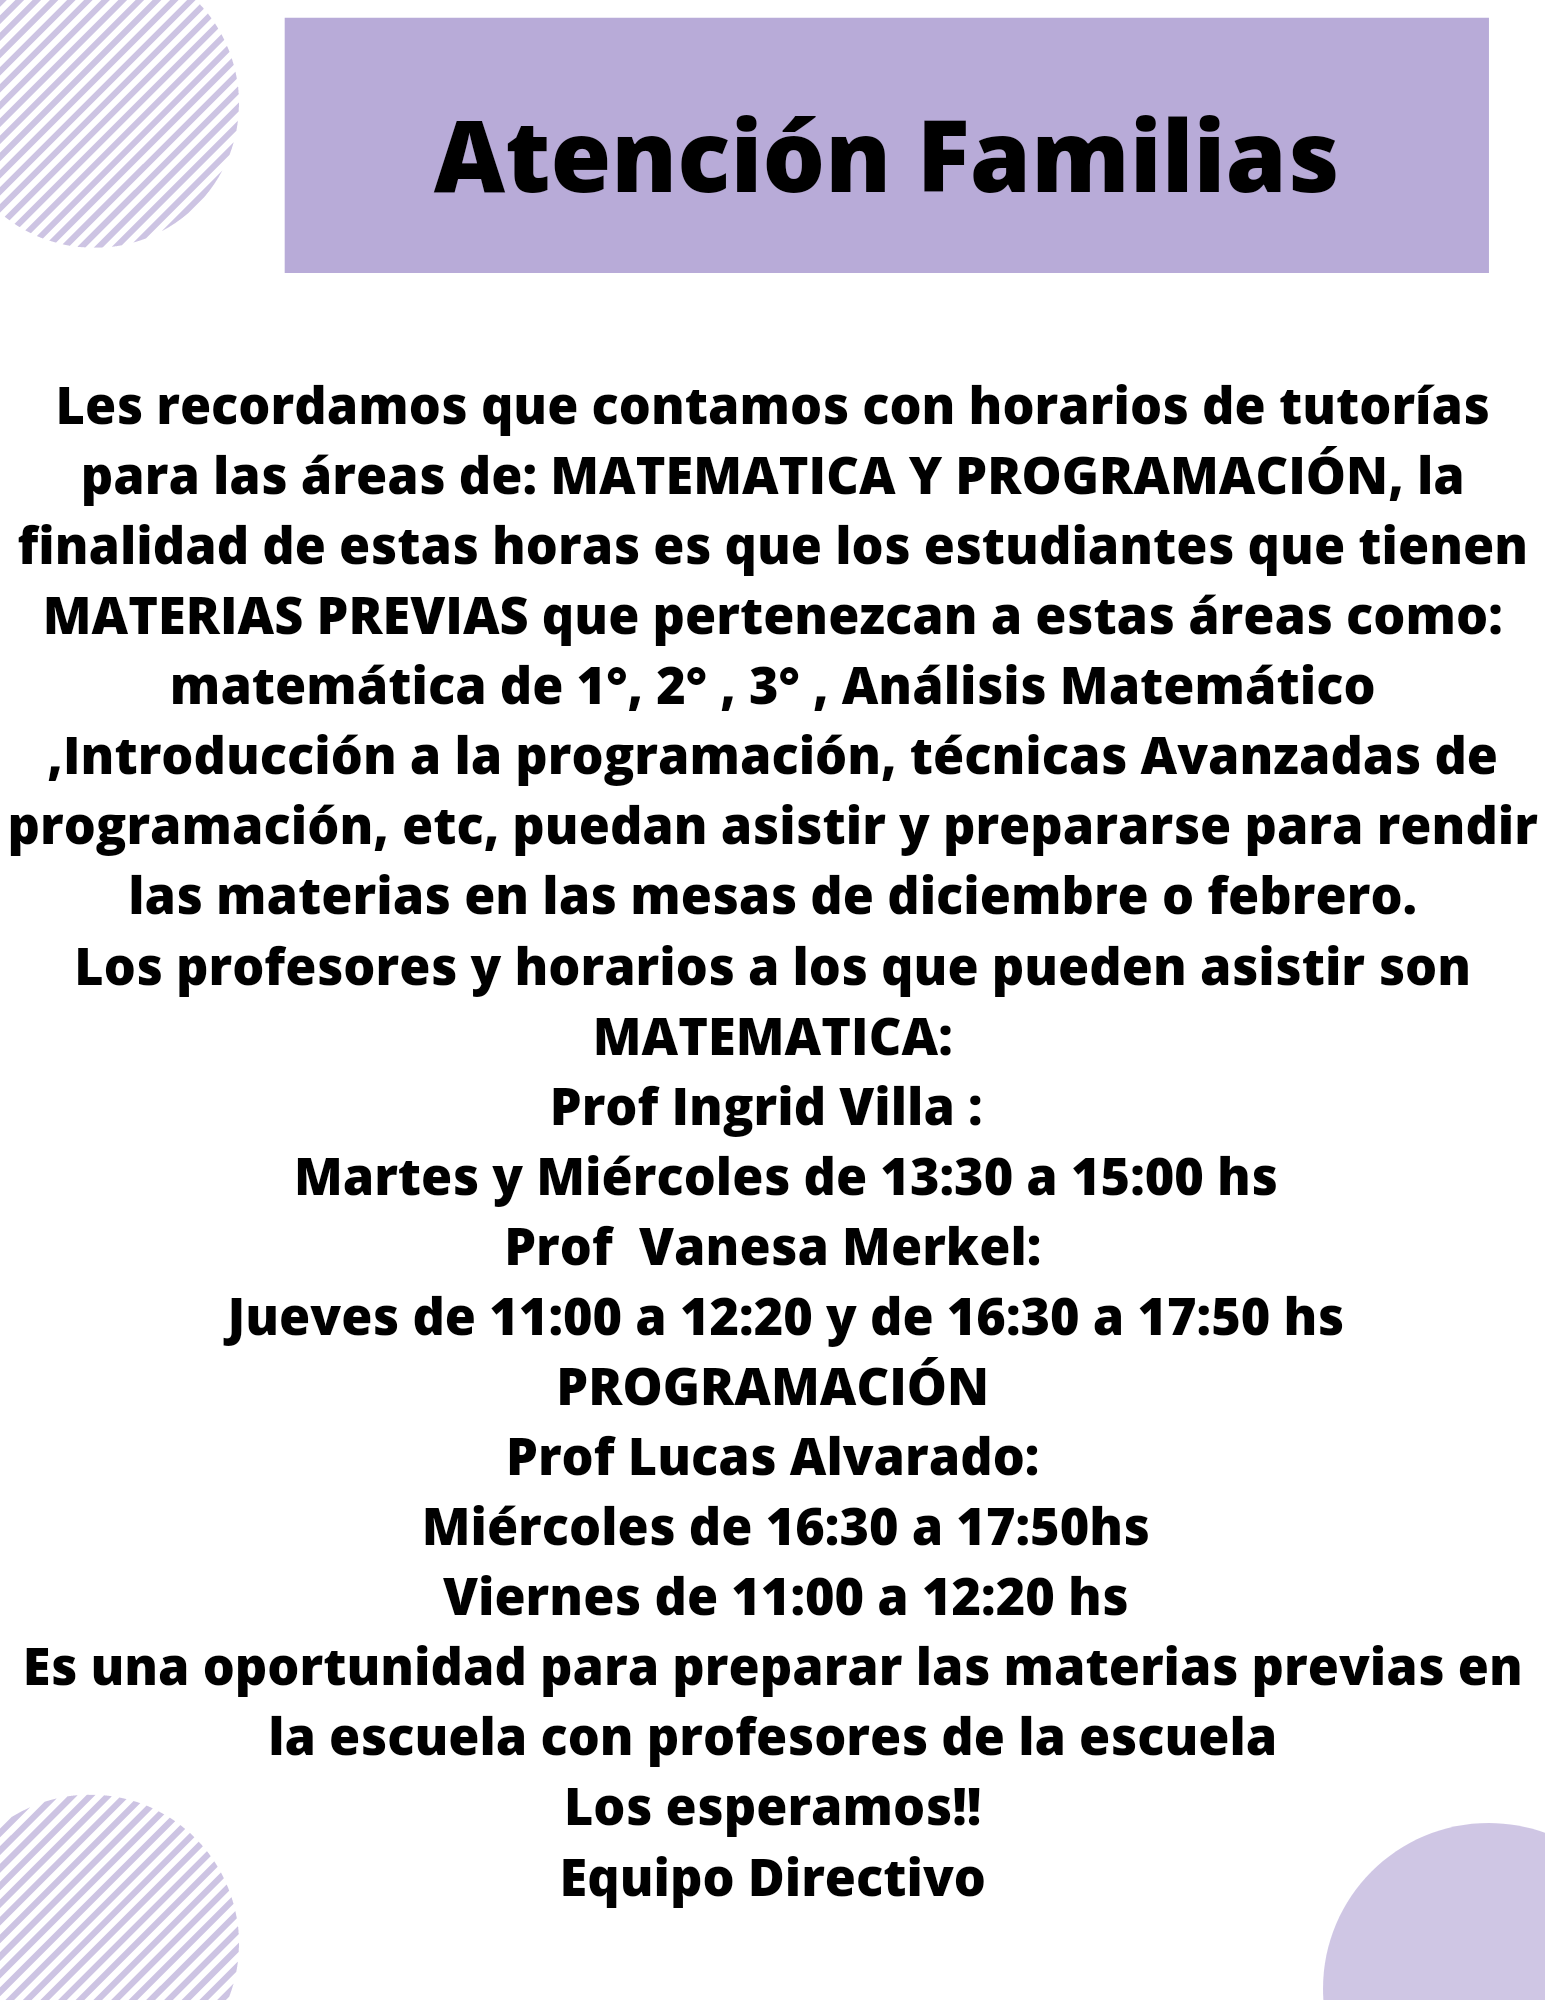 Atención Familias
Les recordamos que contamos con horarios de tutorías
para las áreas de: MATEMATICA Y PROGRAMACIÓN, la
finalidad de estas horas es que los estudiantes que tienen
MATERIAS PREVIAS que pertenezcan a estas áreas como:
matemática de 1°, 2° , 3° , Análisis Matemático
,Introducción a la programación, técnicas Avanzadas de
programación, etc, puedan asistir y prepararse para rendir
las materias en las mesas de diciembre o febrero.
Los profesores y horarios a los que pueden asistir son
MATEMATICA:
Prof Ingrid Villa :
Martes y Miércoles de 13:30 a 15:00 hs
Prof  Vanesa Merkel:
Jueves de 11:00 a 12:20 y de 16:30 a 17:50 hs
PROGRAMACIÓN
Prof Lucas Alvarado:
Miércoles de 16:30 a 17:50hs
Viernes de 11:00 a 12:20 hs
Es una oportunidad para preparar las materias previas en
la escuela con profesores de la escuela
Los esperamos!!
Equipo Directivo